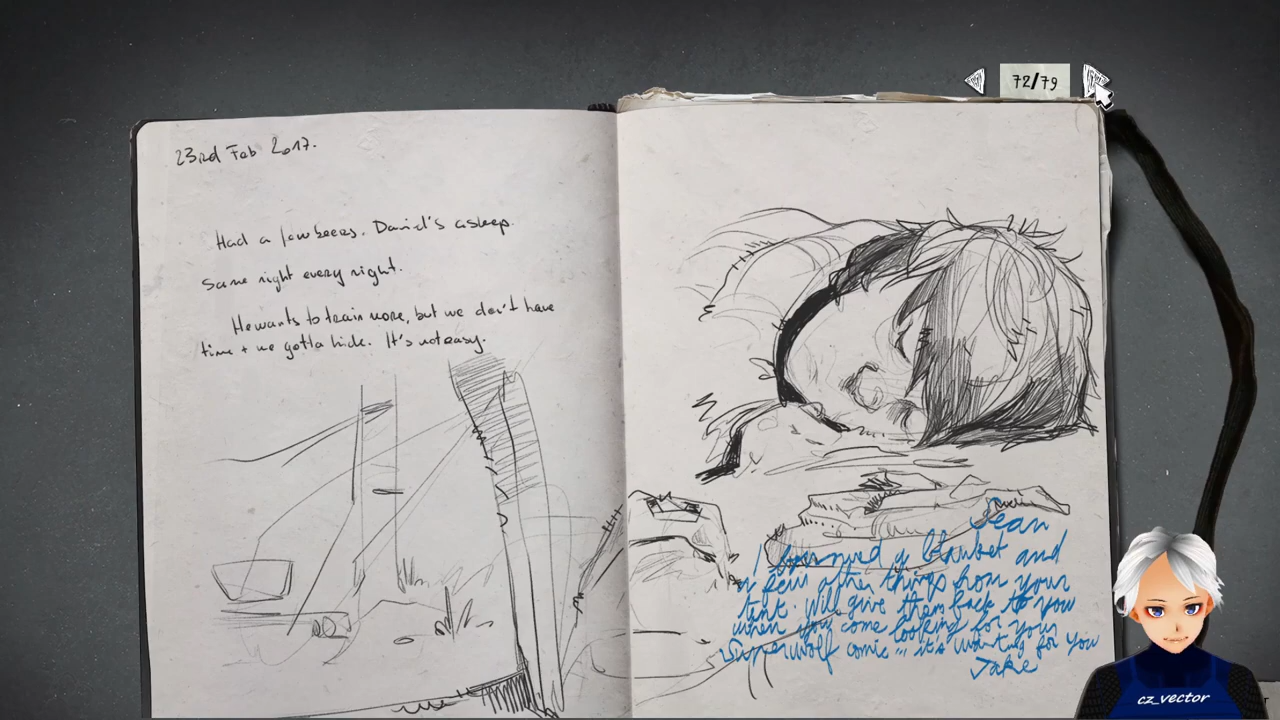 72/79
23rd Feb 2017.
Had a few beers. Daniel's asleep.
Same night every night.
He wants to train more, but we don't have
time + we gotta hide. It's not easy.
Sean
I borrowed a blanket and
a few other things from your
tent. Will give them back to you
when you come looking for your
Superwolf comic... it's waiting for you
Jake
cz_vector